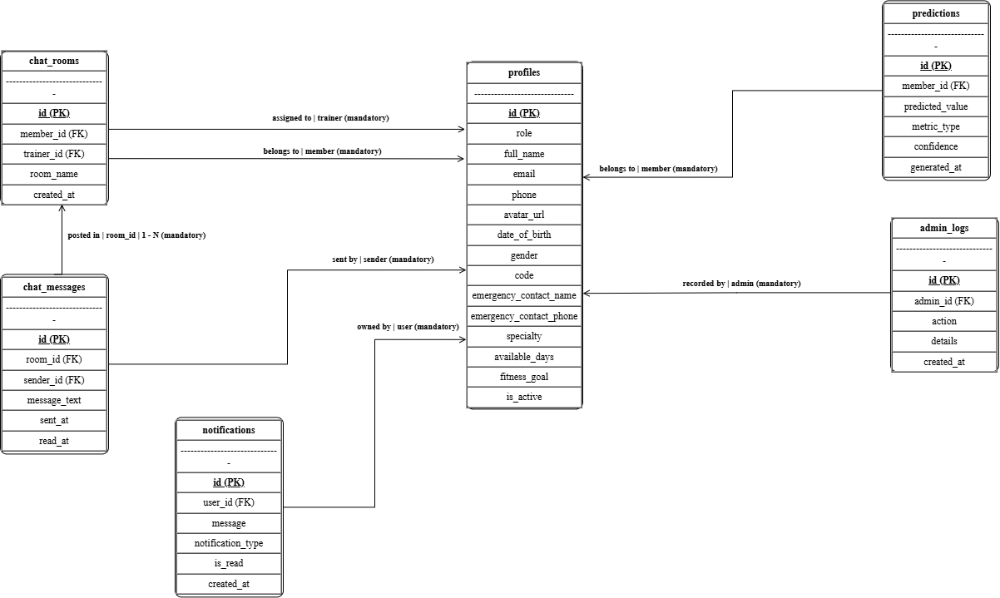 chat_rooms
-----------------------------
-
id (PK)
member_id (FK)
trainer_id (FK)
room_name
created_at
assigned to | trainer (mandatory)
belongs to | member (mandatory)
posted in | room_id | 1 - N (mandatory)
chat_messages
-----------------------------
-
id (PK)
room_id (FK)
sender_id (FK)
message_text
sent_at
read_at
sent by | sender (mandatory)
owned by | user (mandatory)
notifications
-----------------------------
-
id (PK)
user_id (FK)
message
notification_type
is_read
created_at
profiles
------------------------------
id (PK)
role
full_name
email
phone
avatar_url
date_of_birth
gender
code
emergency_contact_name
emergency_contact_phone
specialty
available_days
fitness_goal
is_active
belongs to | member (mandatory)
recorded by | admin (mandatory)
predictions
-----------------------------
-
id (PK)
member_id (FK)
predicted_value
metric_type
confidence
generated_at
admin_logs
-----------------------------
-
id (PK)
admin_id (FK)
action
details
created_at